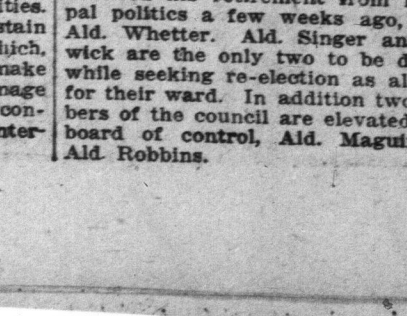 ities.
stain
hich.
make
nage
con-
nter-
pal politics a few weeks ago,
Ald. Whetter. Ald. Singer an
wick are the only two to be d
while seeking re-election as al
for their ward. In addition two
bers of the council are elevated
board of control, Ald. Magui
Ald Robbins.